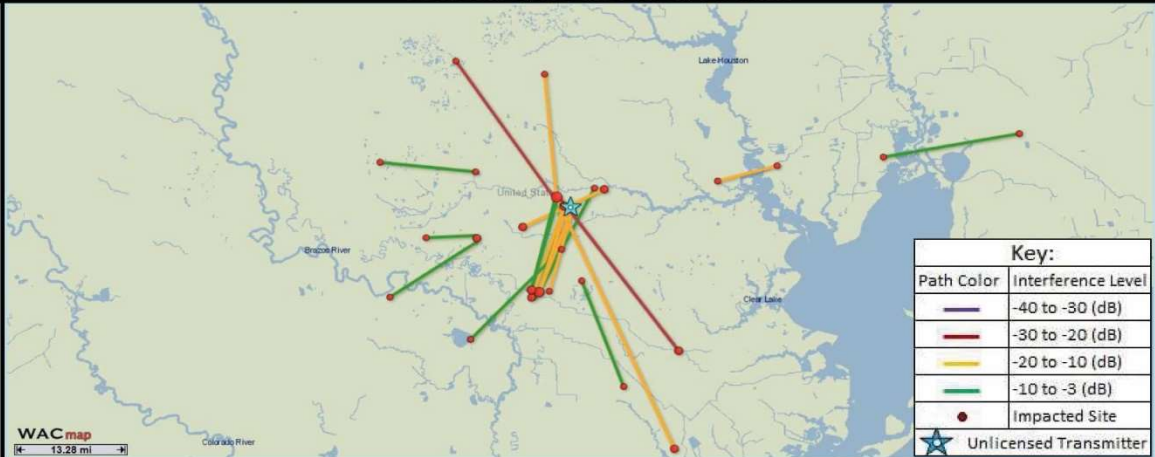 Lake Houston
United Sta
Brazos River
Clear Lake
Colorado River
WACmap
13.28 mi
Key:
Path Color Interference Level
-40 to -30 (dB)
-30 to -20 (dB)
-20 to -10 (dB)
-10 to -3 (dB)
Impacted Site
Unlicensed Transmitter